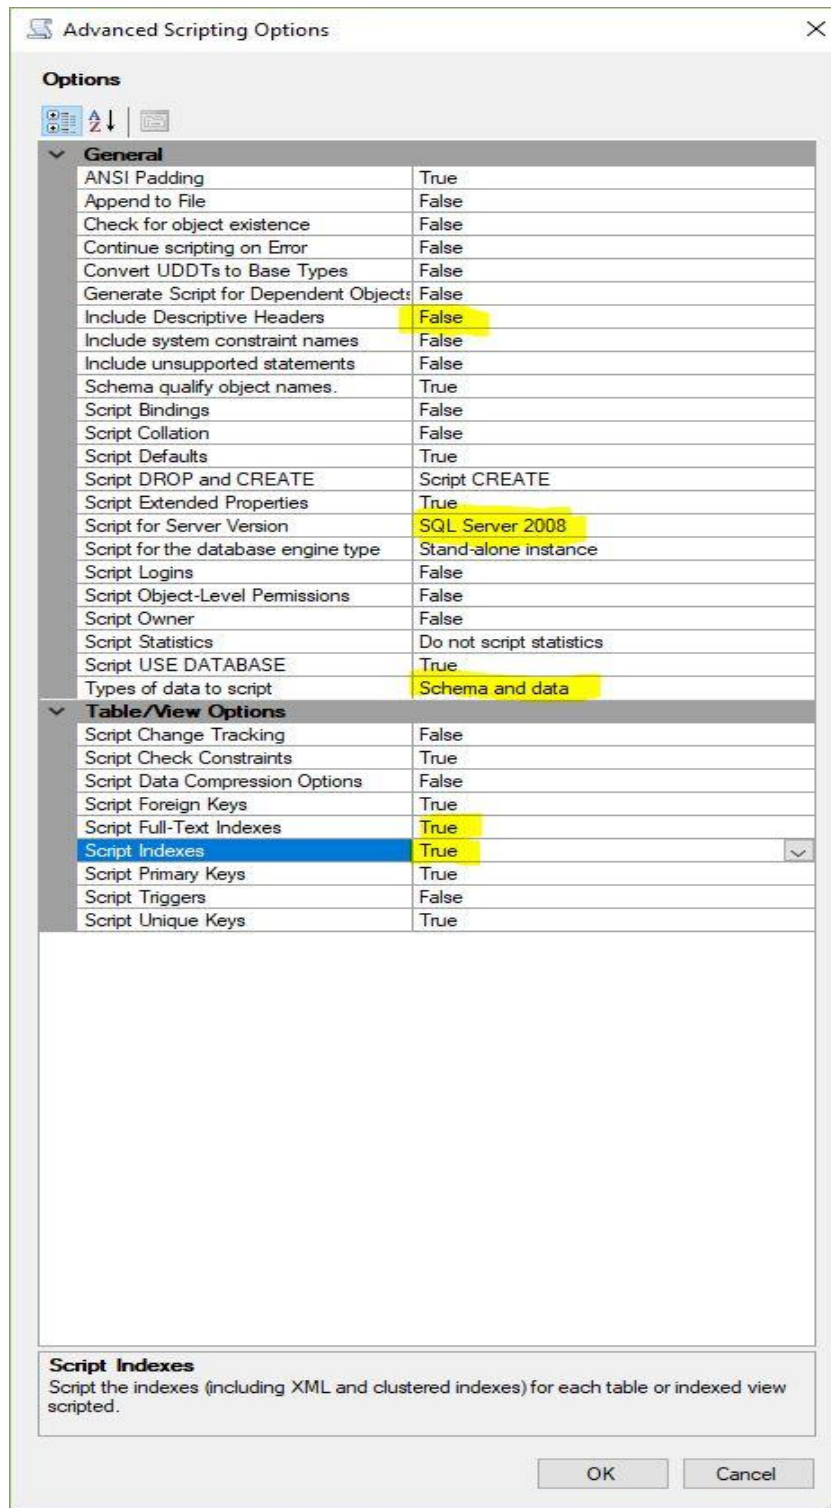 Advanced Scripting Options
Options
General
ANSI Padding True
Append to File False
Check for object existence False
Continue scripting on Error False
Convert UDDTs to Base Types False
Generate Script for Dependent Objects False
Include Descriptive Headers False
Include system constraint names False
Include unsupported statements False
Schema qualify object names. True
Script Bindings False
Script Collation False
Script Defaults True
Script DROP and CREATE Script CREATE
Script Extended Properties True
Script for Server Version SQL Server 2008
Script for the database engine type Stand-alone instance
Script Logins False
Script Object-Level Permissions False
Script Owner False
Script Statistics Do not script statistics
Script USE DATABASE True
Types of data to script Schema and data
Table/View Options
Script Change Tracking False
Script Check Constraints True
Script Data Compression Options False
Script Foreign Keys True
Script Full-Text Indexes True
Script Indexes True
Script Primary Keys True
Script Triggers False
Script Unique Keys True
Script Indexes
Script the indexes (including XML and clustered indexes) for each table or indexed view
scripted.
OK Cancel